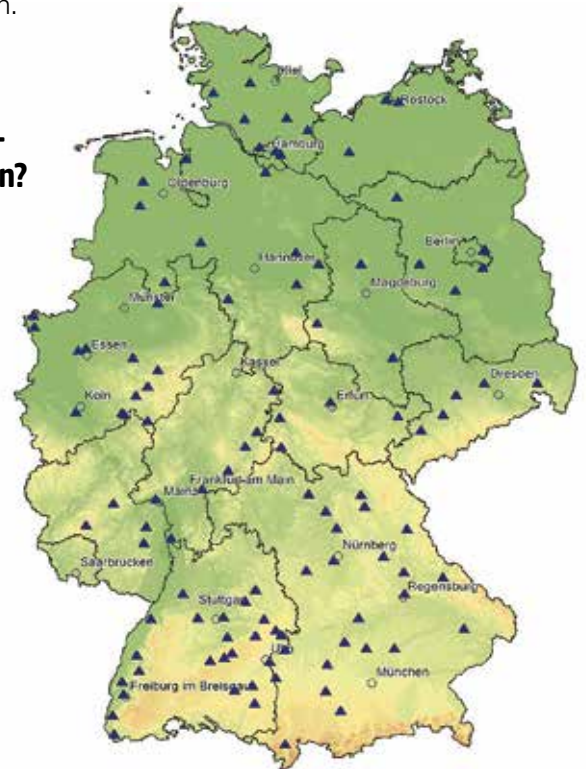 n.
-
n?
Kiel
Rostock
Hamburg
Oldenburg
Berlin
Hannover
Magdeburg
Münster
Essen
Kassel
Dresden
Köln
Erfurt
Frankfurt am Main
Mainz
Nürnberg
Saarbrücken
Regensburg
Stuttgart
Ulm
München
Freiburg im Breisgau